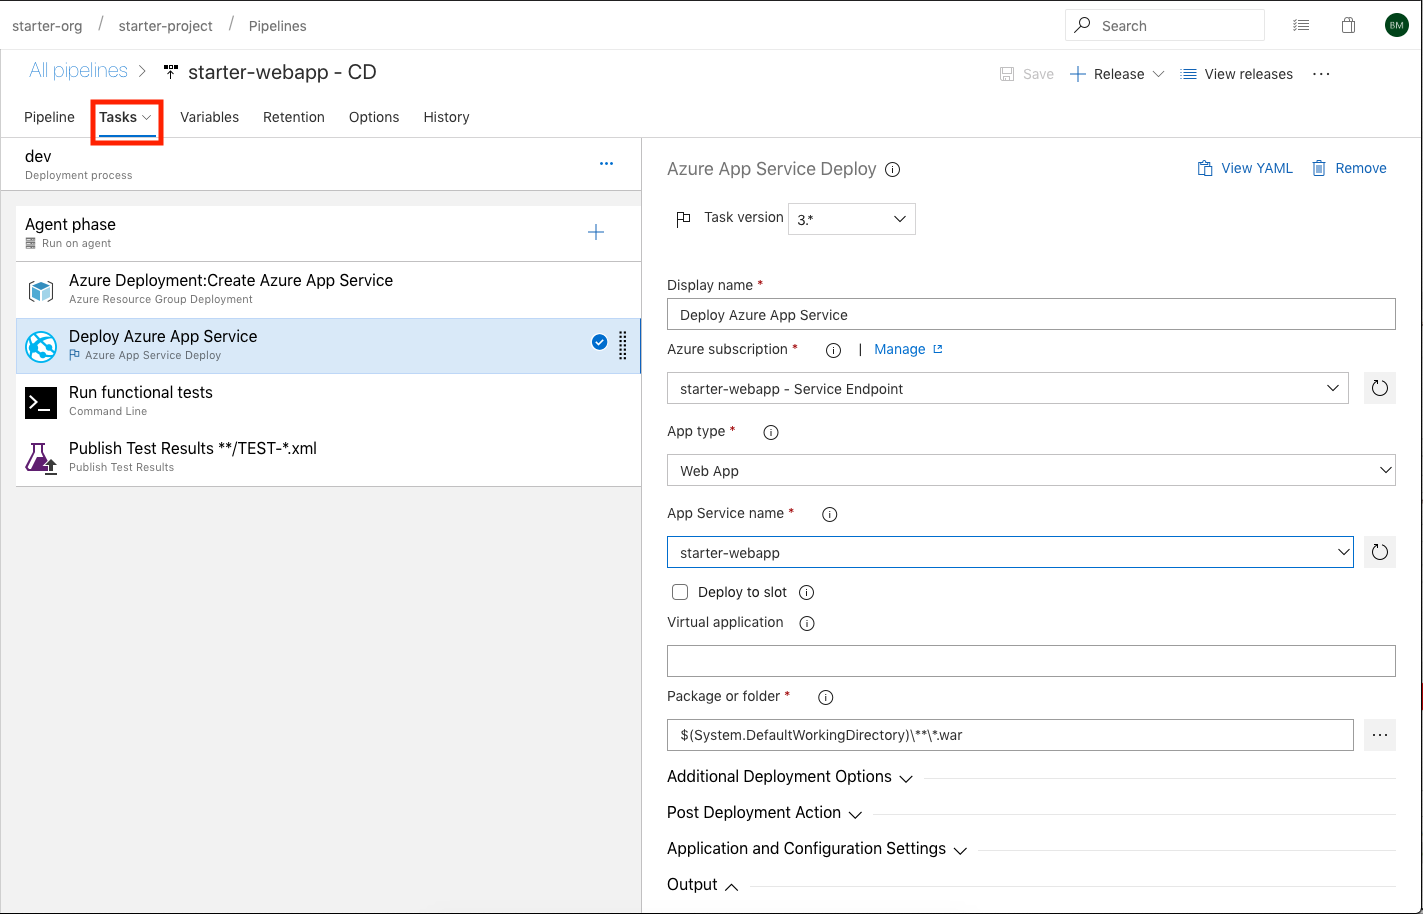 starter-org / starter-project / Pipelines
Search
BM
All pipelines > starter-webapp - CD
Save
Release
View releases
...
Pipeline
Tasks
Variables
Retention
Options
History
dev
...
Deployment process
Agent phase
Run on agent
Azure Deployment:Create Azure App Service
Azure Resource Group Deployment
Deploy Azure App Service
Azure App Service Deploy
Run functional tests
Command Line
Publish Test Results **/TEST-*.xml
Publish Test Results
Azure App Service Deploy
View YAML
Remove
Task version
3.*
Display name *
Deploy Azure App Service
Azure subscription * | Manage
starter-webapp - Service Endpoint
App type *
Web App
App Service name *
starter-webapp
Deploy to slot
Virtual application
Package or folder *
$(System.DefaultWorkingDirectory)\**\*.war
...
Additional Deployment Options
Post Deployment Action
Application and Configuration Settings
Output